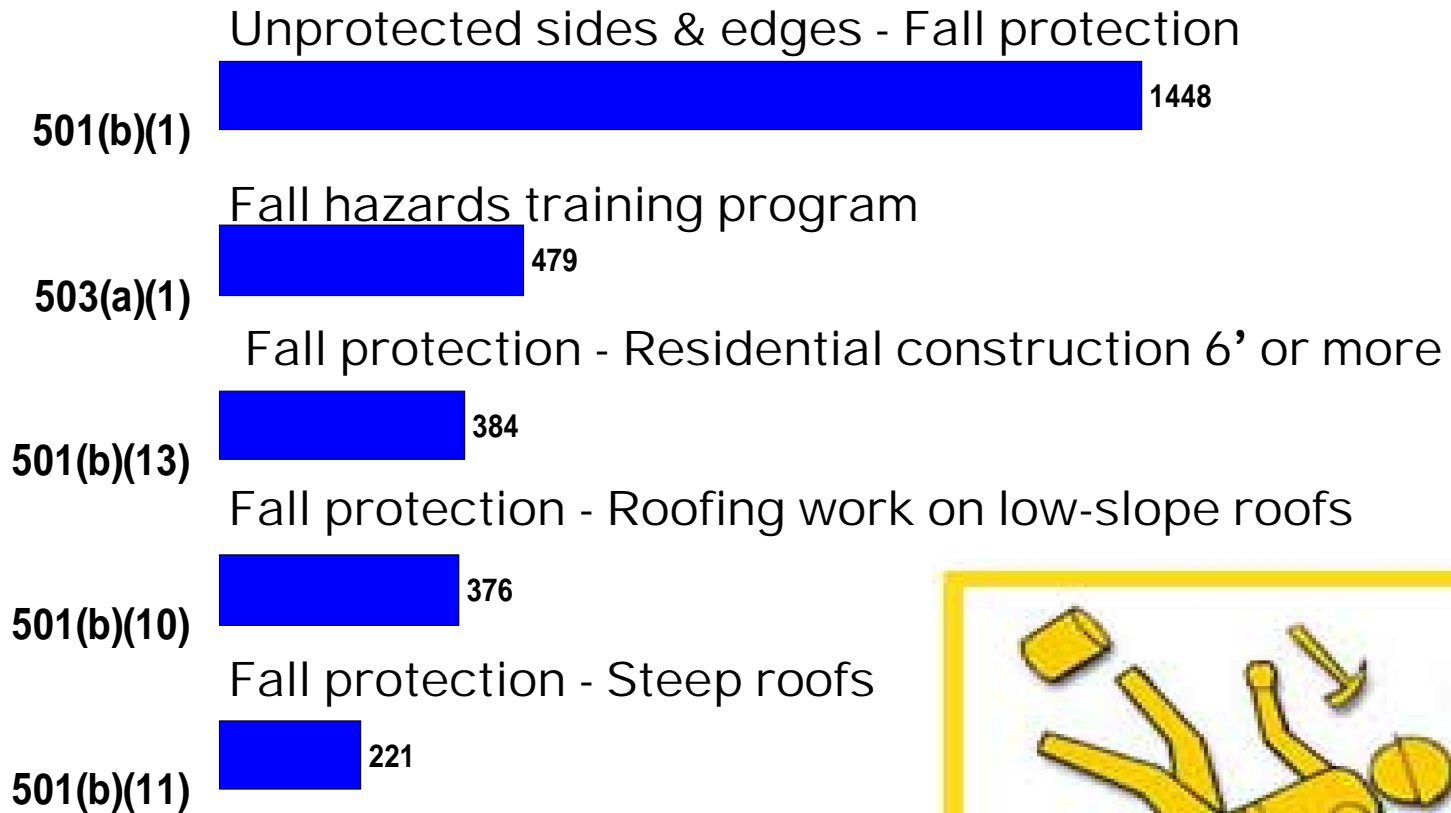 Unprotected sides & edges - Fall protection
501(b)(1) 1448
Fall hazards training program
503(a)(1) 479
Fall protection - Residential construction 6’ or more
501(b)(13) 384
Fall protection - Roofing work on low-slope roofs
501(b)(10) 376
Fall protection - Steep roofs
501(b)(11) 221